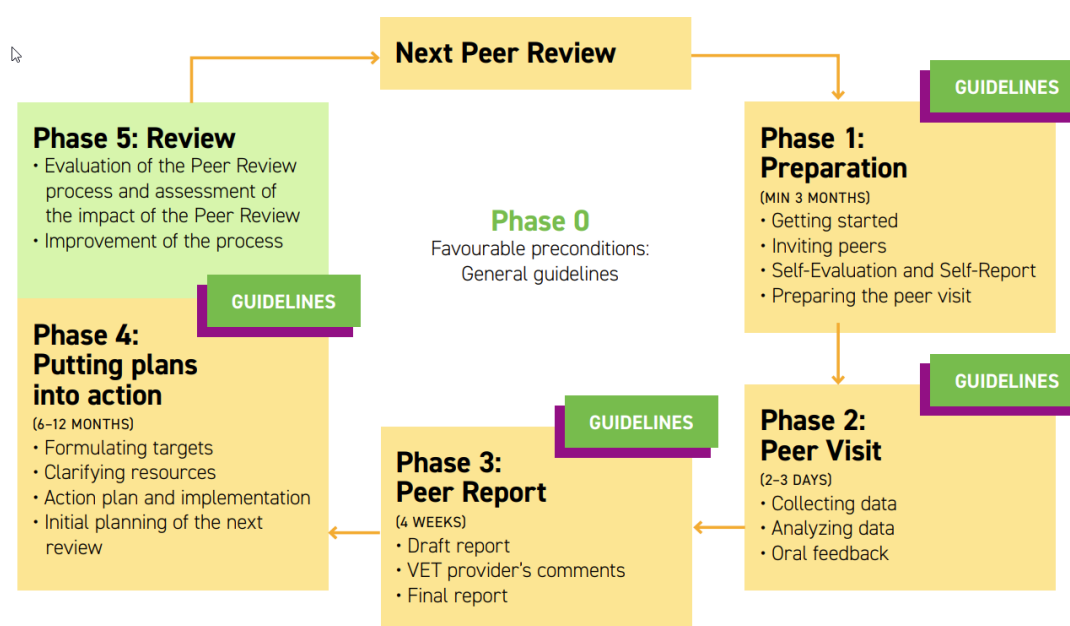 Next Peer Review
GUIDELINES
Phase 1:
Preparation
(MIN 3 MONTHS)
• Getting started
• Inviting peers
• Self-Evaluation and Self-Report
• Preparing the peer visit
GUIDELINES
Phase 2:
Peer Visit
(2–3 DAYS)
• Collecting data
• Analyzing data
• Oral feedback
GUIDELINES
Phase 3:
Peer Report
(4 WEEKS)
• Draft report
• VET provider's comments
• Final report
GUIDELINES
Phase 4:
Putting plans
into action
(6–12 MONTHS)
• Formulating targets
• Clarifying resources
• Action plan and implementation
• Initial planning of the next
review
Phase 5: Review
• Evaluation of the Peer Review
process and assessment of
the impact of the Peer Review
• Improvement of the process
Phase 0
Favourable preconditions:
General guidelines